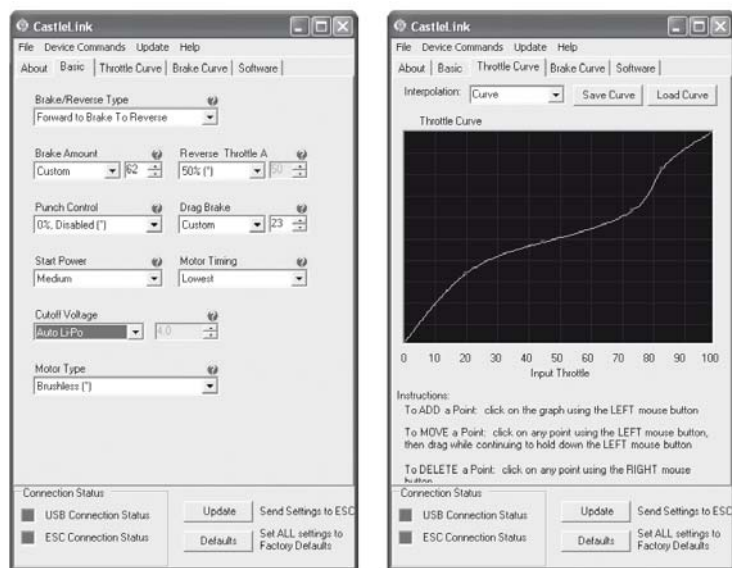 CastleLink
File Device Commands Update Help
About Basic Throttle Curve Brake Curve Software
Brake/Reverse Type
Forward to Brake To Reverse
Brake Amount Reverse Throttle A
Custom 62 50% (*) 50
Punch Control Drag Brake
0%, Disabled (*) Custom 23
Start Power Motor Timing
Medium Lowest
Cutoff Voltage
Auto Li-Po 4.0
Motor Type
Brushless (*)
Connection Status
USB Connection Status
ESC Connection Status
Update Send Settings to ESC
Defaults Set ALL settings to
Factory Defaults
CastleLink
File Device Commands Update Help
About Basic Throttle Curve Brake Curve Software
Interpolation: Curve Save Curve Load Curve
Throttle Curve
0 10 20 30 40 50 60 70 80 90 100
Input Throttle
Instructions:
To ADD a Point: click on the graph using the LEFT mouse button
To MOVE a Point: click on any point using the LEFT mouse button,
then drag while continuing to hold down the LEFT mouse button
To DELETE a Point: click on any point using the RIGHT mouse
button
Connection Status
USB Connection Status
ESC Connection Status
Update Send Settings to ESC
Defaults Set ALL settings to
Factory Defaults